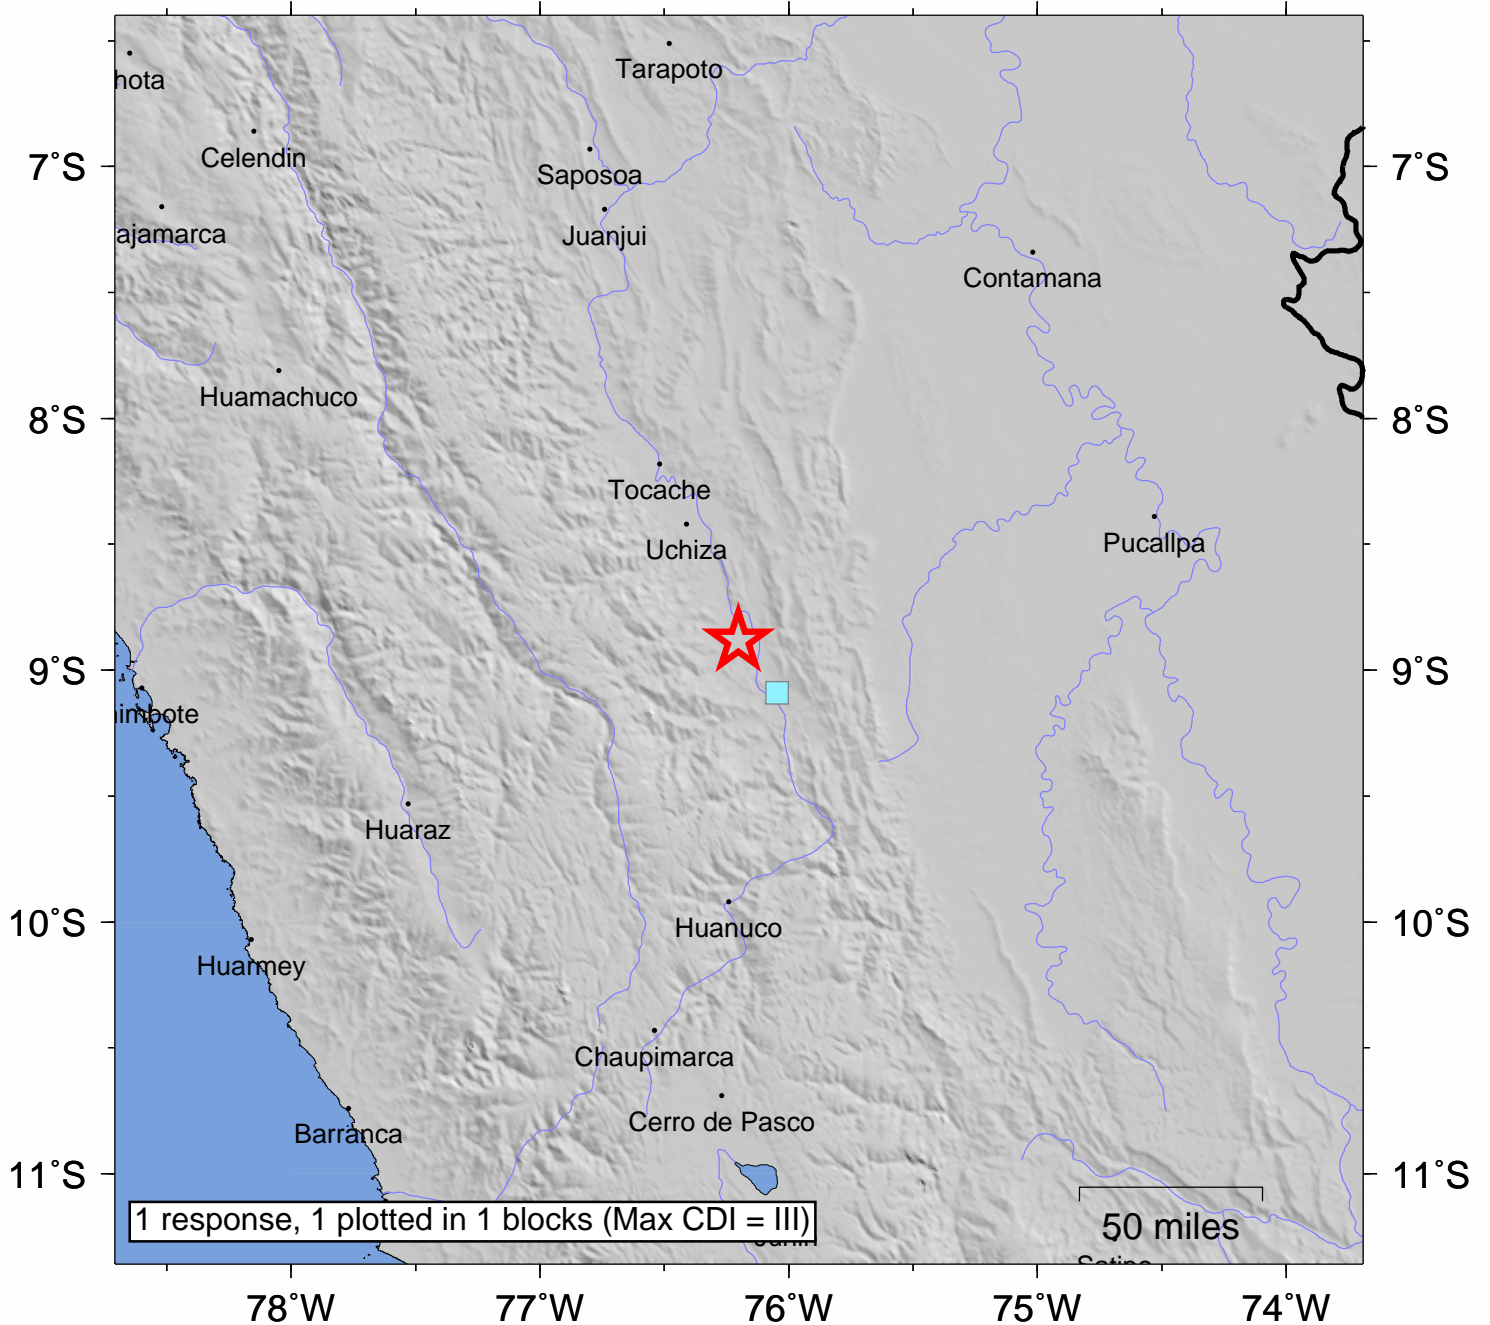 Tarapoto
hota
Celendin
7°S
7°S
Saposoa
ajamarca
Juanjui
Contamana
Huamachuco
8°S
8°S
Tocache
Uchiza
Pucallpa
9°S
9°S
imbote
Huaraz
10°S
10°S
Huanuco
Huarmey
Chaupimarca
Cerro de Pasco
Barranca
11°S
11°S
1 response, 1 plotted in 1 blocks (Max CDI = III)
50 miles
78°W
77°W
76°W
75°W
74°W